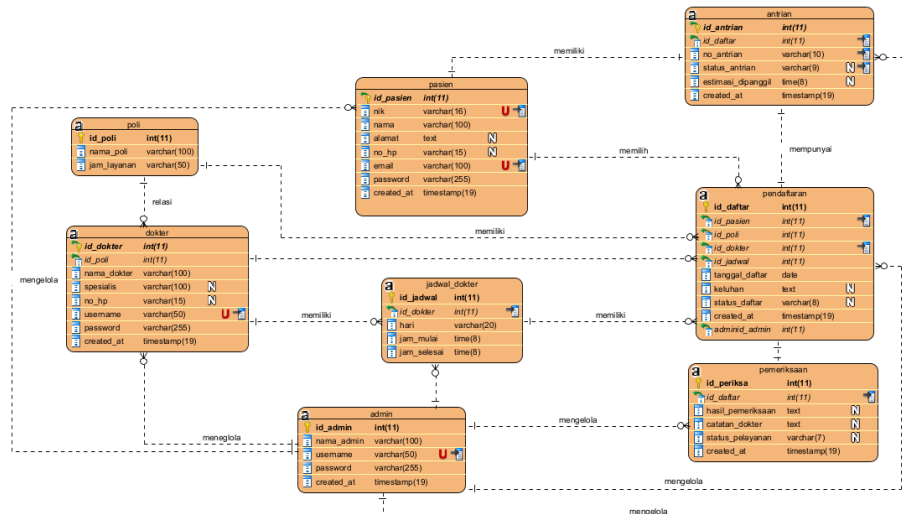 antrian
id_antrian int(11)
id_daftar int(11)
no_antrian varchar(10)
status_antrian varchar(9) N
estimasi_dipanggil time(8) N
created_at timestamp(19)
memiliki
pasien
id_pasien int(11)
nik varchar(16) U
nama varchar(100)
alamat text N
no_hp varchar(15) N
email varchar(100) U
password varchar(255)
created_at timestamp(19)
poli
id_poli int(11)
nama_poli varchar(100)
jam_layanan varchar(50)
mempunyai
memilih
relasi
pendaftaran
id_daftar int(11)
id_pasien int(11)
id_poli int(11)
id_dokter int(11)
id_jadwal int(11)
tanggal_daftar date
keluhan text N
status_daftar varchar(8) N
created_at timestamp(19)
adminid_admin int(11)
memiliki
dokter
id_dokter int(11)
id_poli int(11)
nama_dokter varchar(100)
spesialis varchar(100) N
no_hp varchar(15) N
username varchar(50) U
password varchar(255)
created_at timestamp(19)
mengelola
jadwal_dokter
id_jadwal int(11)
id_dokter int(11)
hari varchar(20)
jam_mulai time(8)
jam_selesai time(8)
memiliki
memiliki
pemeriksaan
id_periksa int(11)
id_daftar int(11)
hasil_pemeriksaan text N
catatan_dokter text N
status_pelayanan varchar(7) N
created_at timestamp(19)
admin
id_admin int(11)
nama_admin varchar(100)
username varchar(50) U
password varchar(255)
created_at timestamp(19)
mengelola
meneglola
mengelola
mengelola